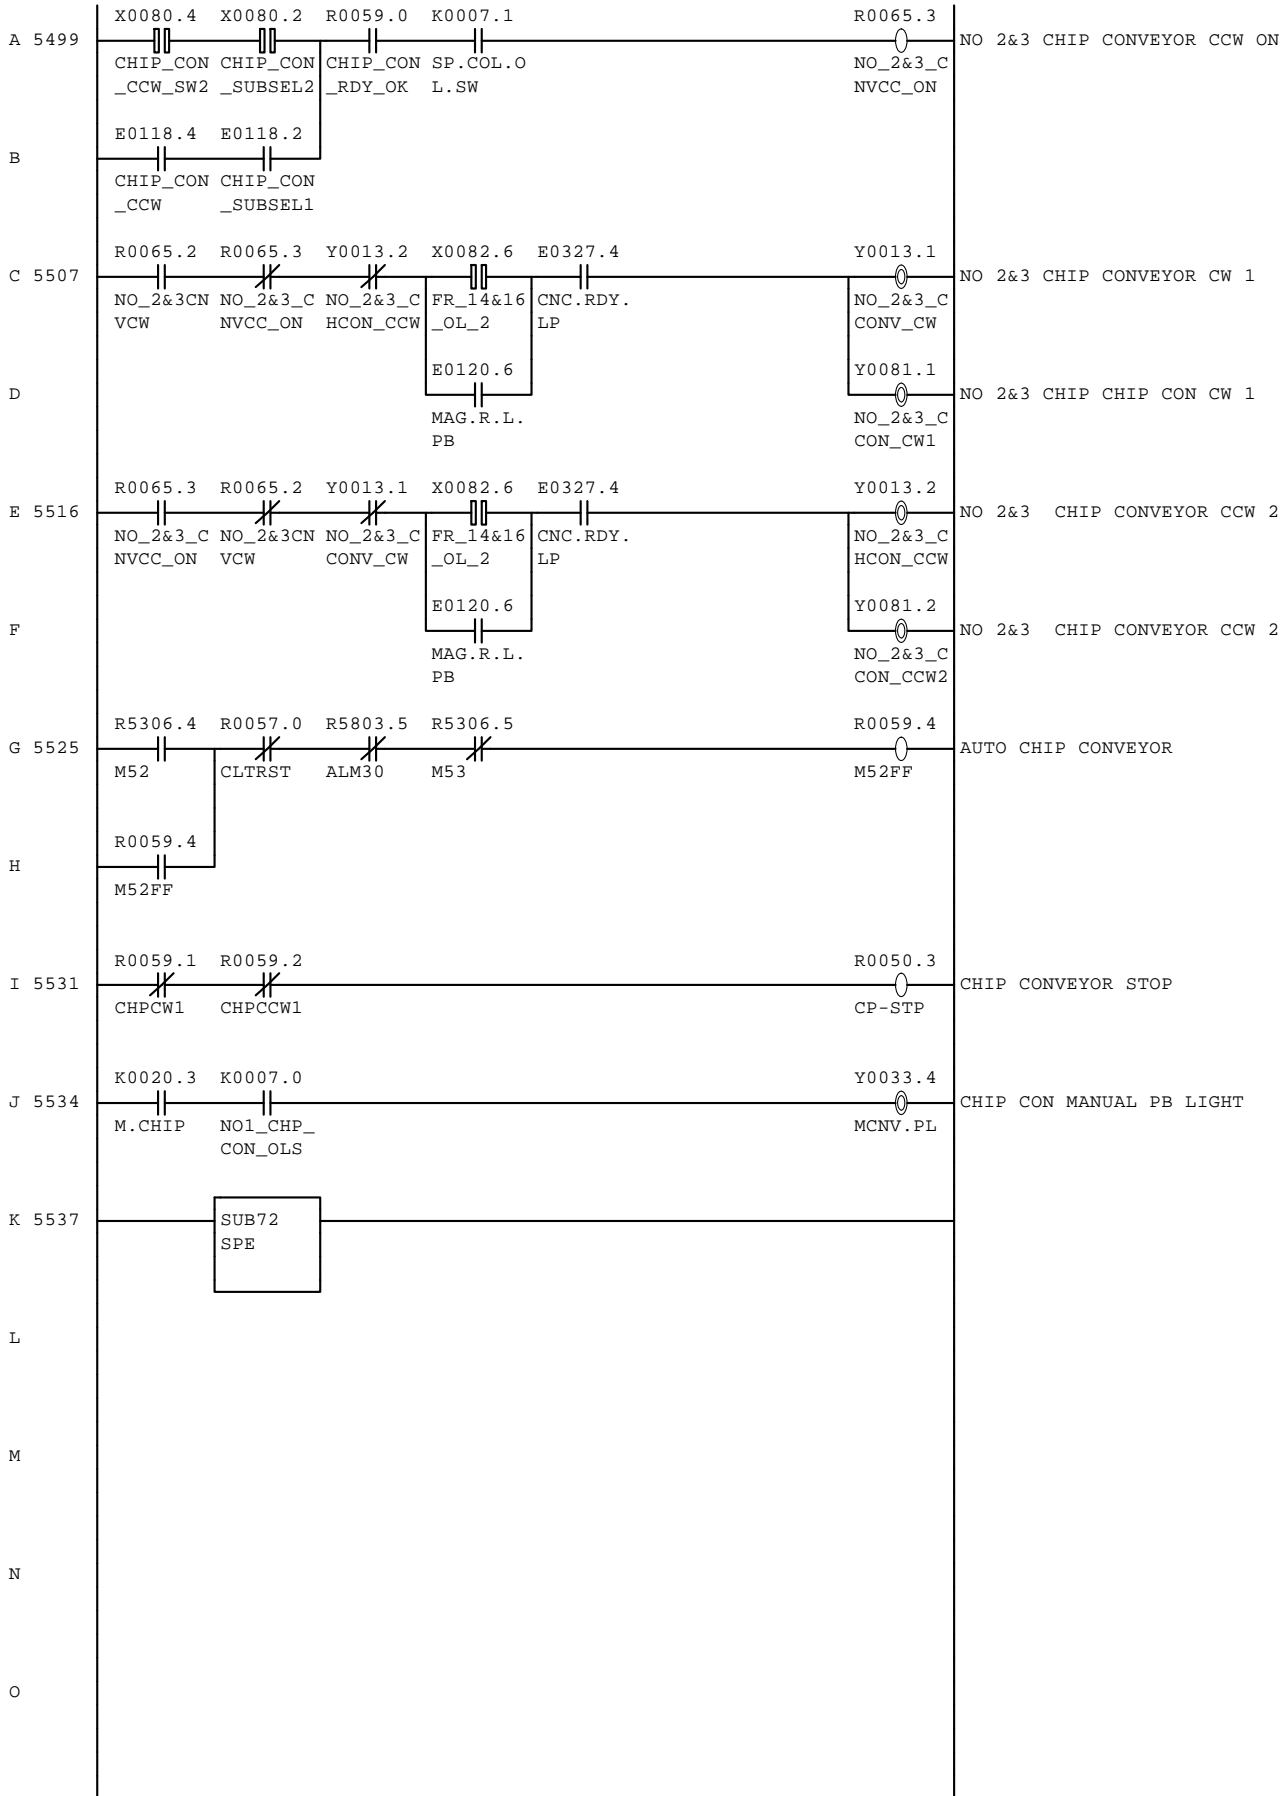 X0080.4 X0080.2 R0059.0 K0007.1 R0065.3
A 5499 NO 2&3 CHIP CONVEYOR CCW ON
CHIP_CON CHIP_CON CHIP_CON SP.COL.O NO_2&3_C
_CCW_SW2 _SUBSEL2 _RDY_OK L.SW NVCC_ON
E0118.4 E0118.2
B
CHIP_CON CHIP_CON
_CCW _SUBSEL1
R0065.2 R0065.3 Y0013.2 X0082.6 E0327.4 Y0013.1
C 5507 NO 2&3 CHIP CONVEYOR CW 1
NO_2&3CN NO_2&3_C NO_2&3_C FR_14&16 CNC.RDY. NO_2&3_C
VCW NVCC_ON HCON_CCW _OL_2 LP CONV_CW
E0120.6 Y0081.1
D NO 2&3 CHIP CHIP CON CW 1
MAG.R.L. NO_2&3_C
PB CON_CW1
R0065.3 R0065.2 Y0013.1 X0082.6 E0327.4 Y0013.2
E 5516 NO 2&3 CHIP CONVEYOR CCW 2
NO_2&3_C NO_2&3CN NO_2&3_C FR_14&16 CNC.RDY. NO_2&3_C
NVCC_ON VCW CONV_CW _OL_2 LP HCON_CCW
E0120.6 Y0081.2
F NO 2&3 CHIP CONVEYOR CCW 2
MAG.R.L. NO_2&3_C
PB CON_CCW2
R5306.4 R0057.0 R5803.5 R5306.5 R0059.4
G 5525 AUTO CHIP CONVEYOR
M52 CLTRST ALM30 M53 M52FF
R0059.4
H
M52FF
R0059.1 R0059.2 R0050.3
I 5531 CHIP CONVEYOR STOP
CHPCW1 CHPCCW1 CP-STP
K0020.3 K0007.0 Y0033.4
J 5534 CHIP CON MANUAL PB LIGHT
M.CHIP NO1_CHP_ MCNV.PL
CON_OLS
K 5537 SUB72
SPE
L
M
N
O